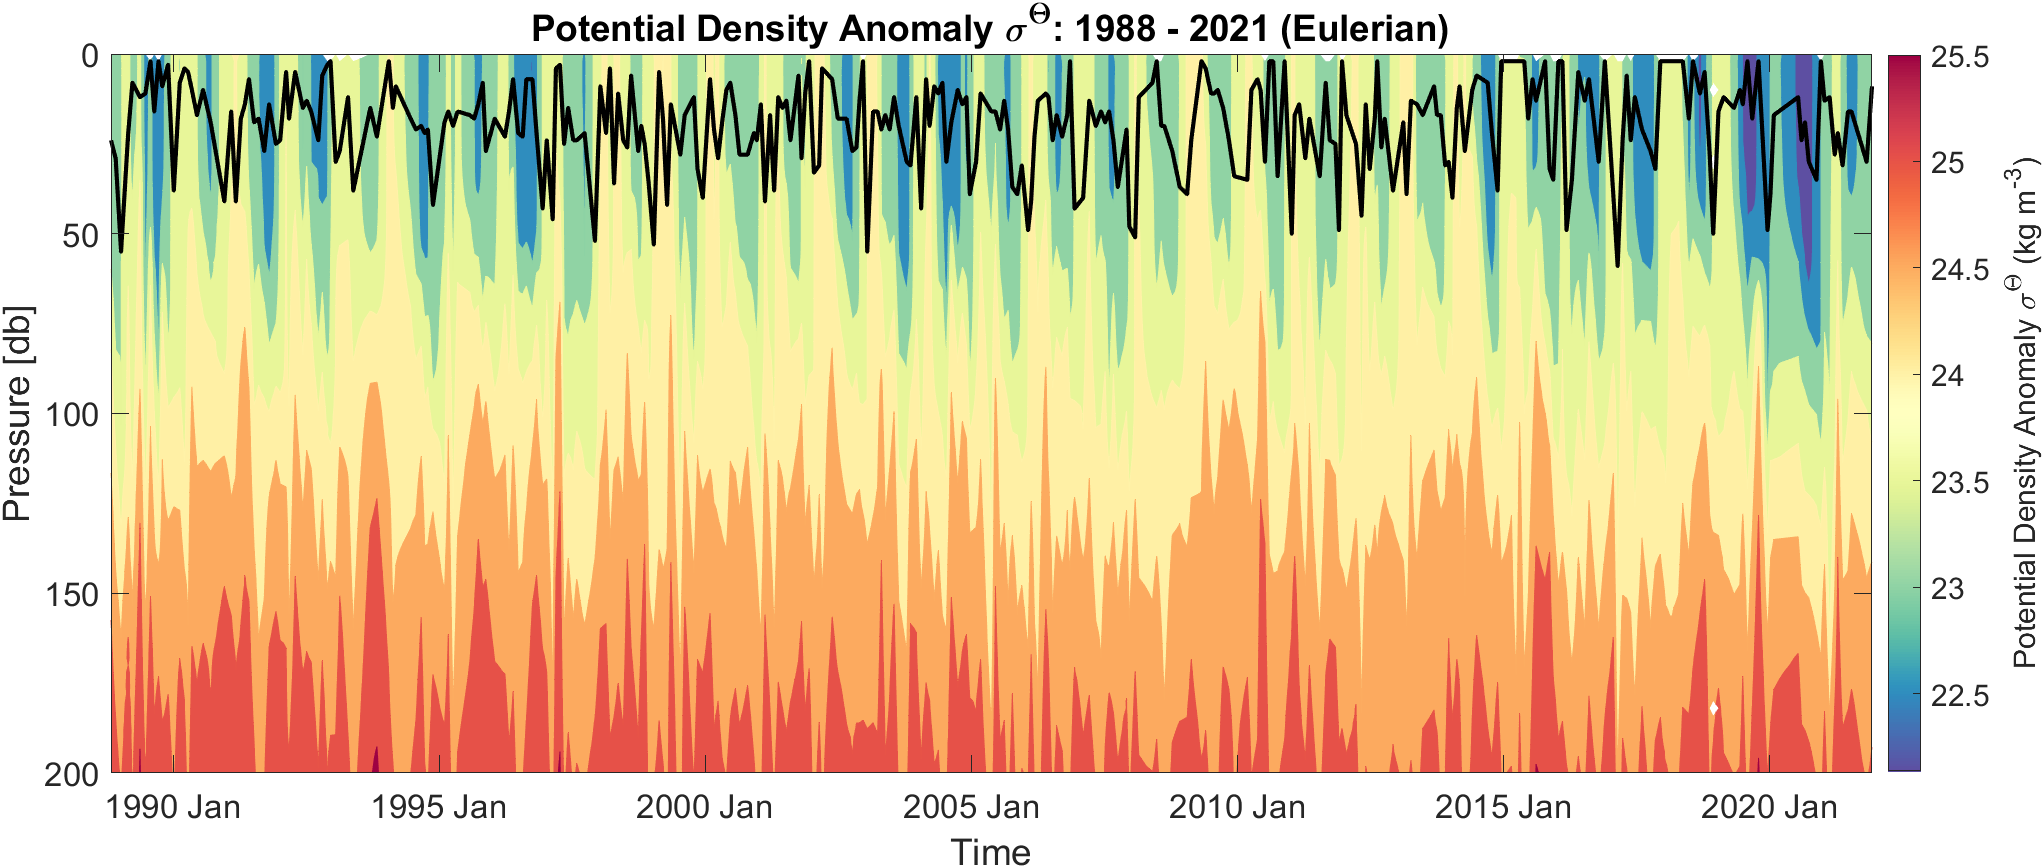 Potential Density Anomaly σ^Θ: 1988 - 2021 (Eulerian)
Pressure [db]
0
50
100
150
200
1990 Jan
1995 Jan
2000 Jan
2005 Jan
2010 Jan
2015 Jan
2020 Jan
Time
25.5
25
24.5
24
23.5
23
22.5
Potential Density Anomaly σ^Θ (kg m^-3)